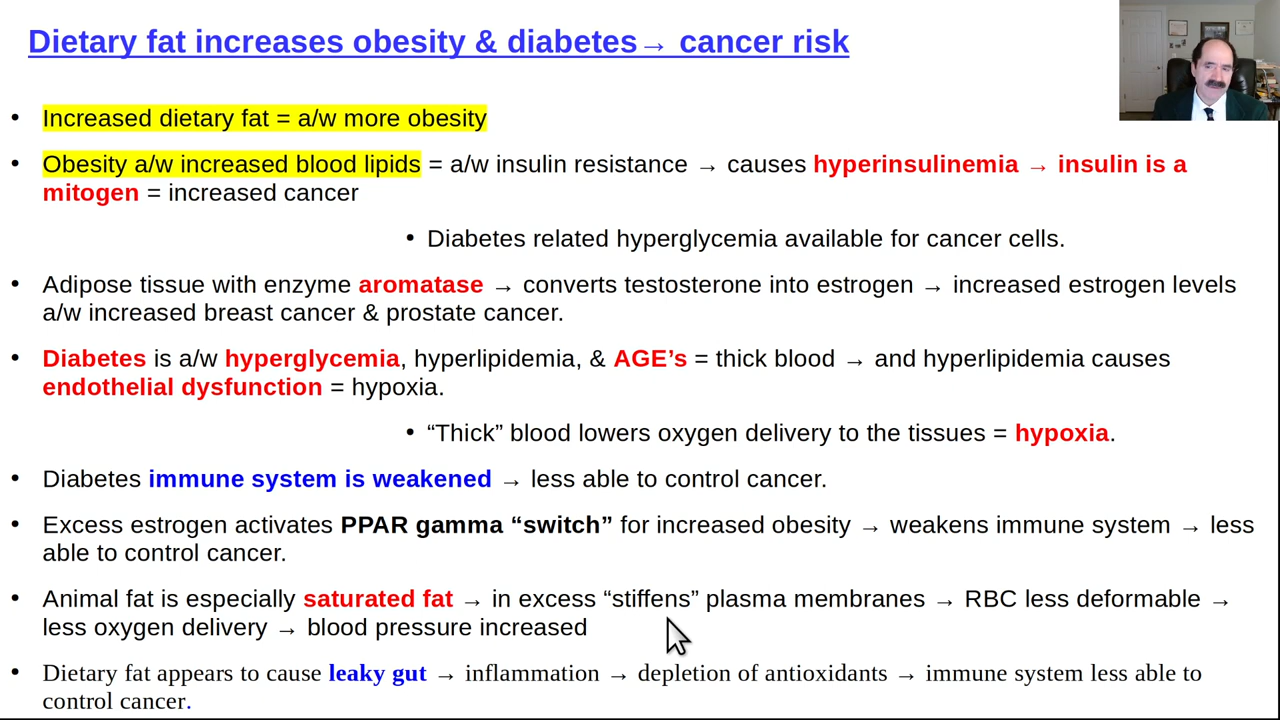 Dietary fat increases obesity & diabetes→ cancer risk
• Increased dietary fat = a/w more obesity
• Obesity a/w increased blood lipids = a/w insulin resistance → causes hyperinsulinemia → insulin is a
mitogen = increased cancer
• Diabetes related hyperglycemia available for cancer cells.
• Adipose tissue with enzyme aromatase → converts testosterone into estrogen → increased estrogen levels
a/w increased breast cancer & prostate cancer.
• Diabetes is a/w hyperglycemia, hyperlipidemia, & AGE’s = thick blood → and hyperlipidemia causes
endothelial dysfunction = hypoxia.
• “Thick” blood lowers oxygen delivery to the tissues = hypoxia.
• Diabetes immune system is weakened → less able to control cancer.
• Excess estrogen activates PPAR gamma “switch” for increased obesity → weakens immune system → less
able to control cancer.
• Animal fat is especially saturated fat → in excess “stiffens” plasma membranes → RBC less deformable →
less oxygen delivery → blood pressure increased
• Dietary fat appears to cause leaky gut → inflammation → depletion of antioxidants → immune system less able to
control cancer.